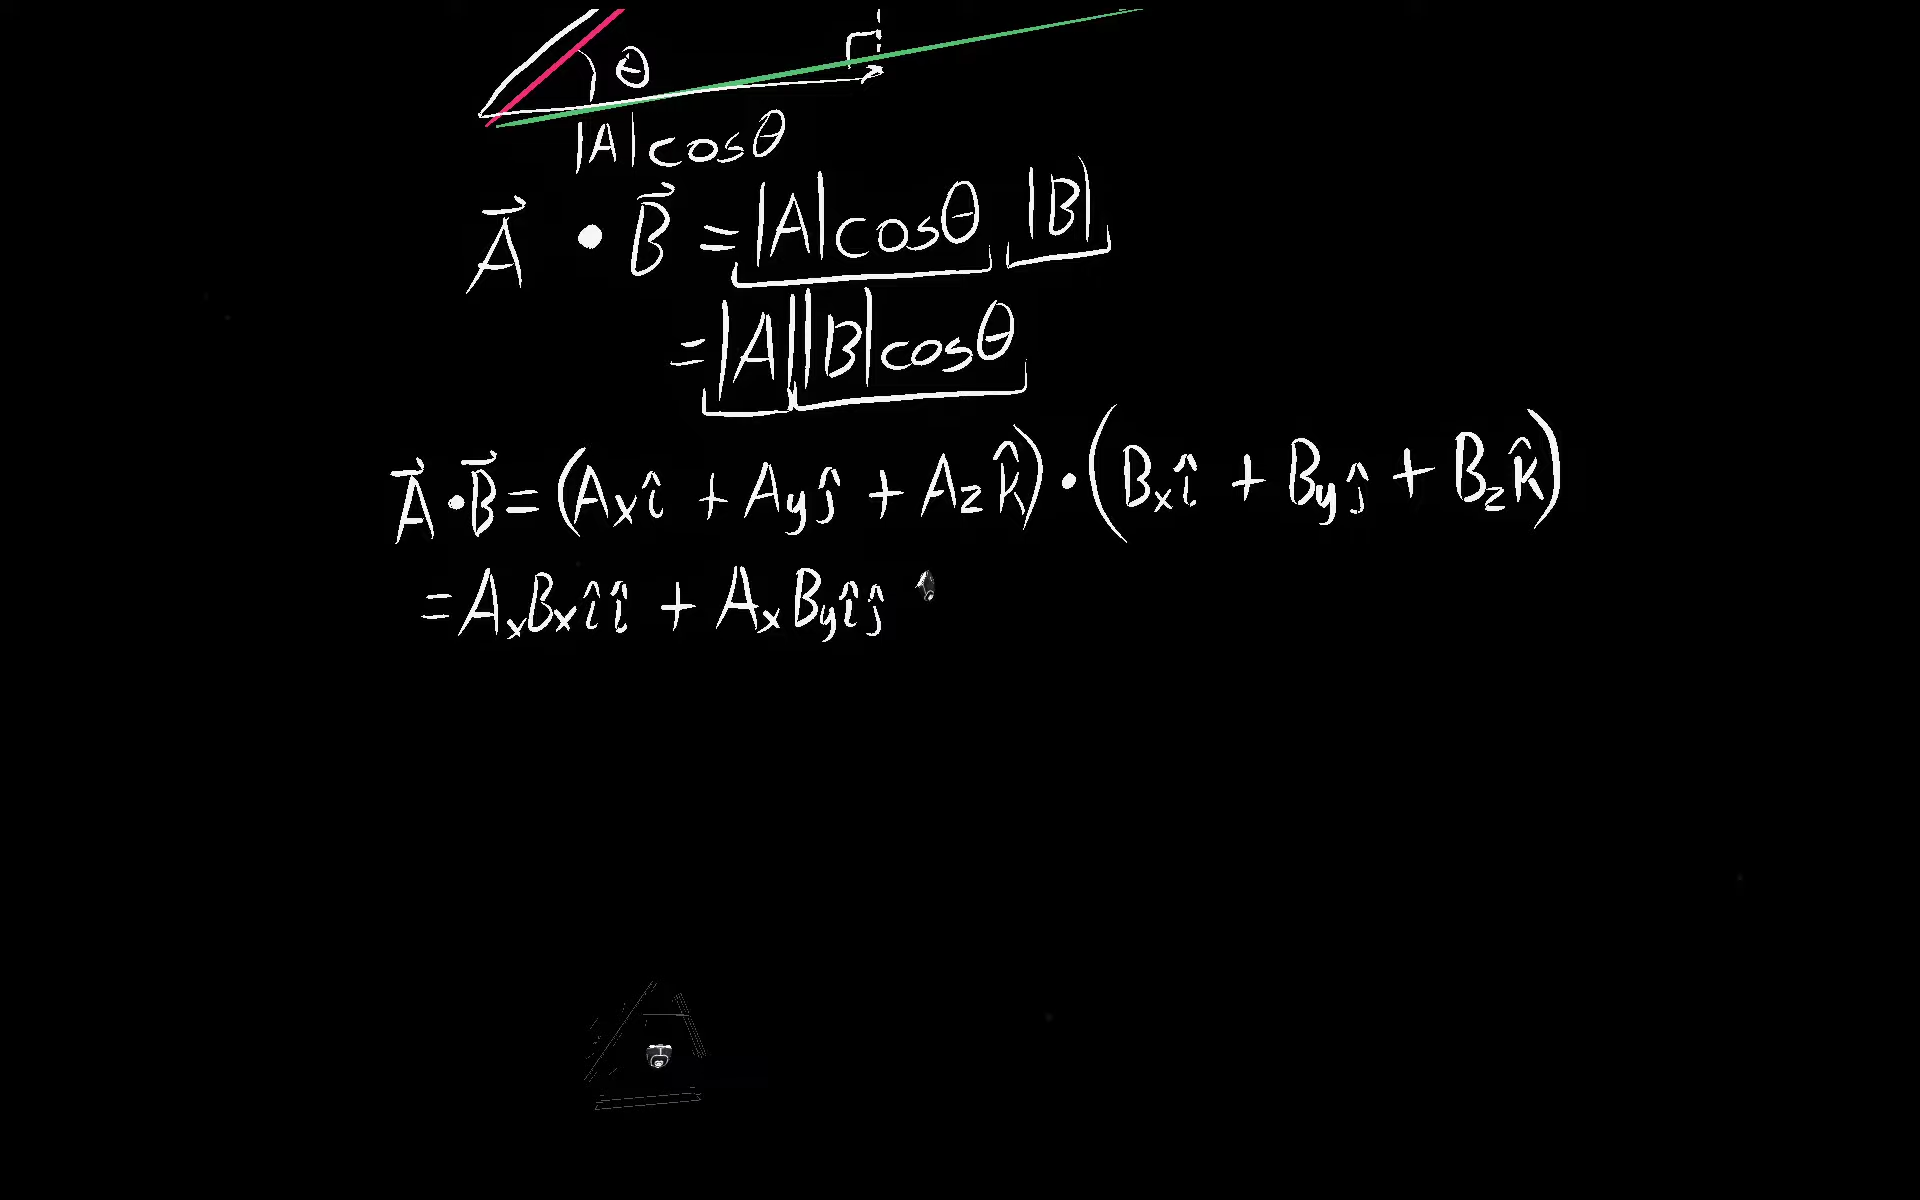 θ
|A|cosθ
A⃗ • B⃗ = |A|cosθ |B|
= |A||B|cosθ
A⃗ • B⃗ = (Axî + Ayĵ + Azk̂) • (Bxî + Byĵ + Bzk̂)
= AxBxîî + AxByîĵ